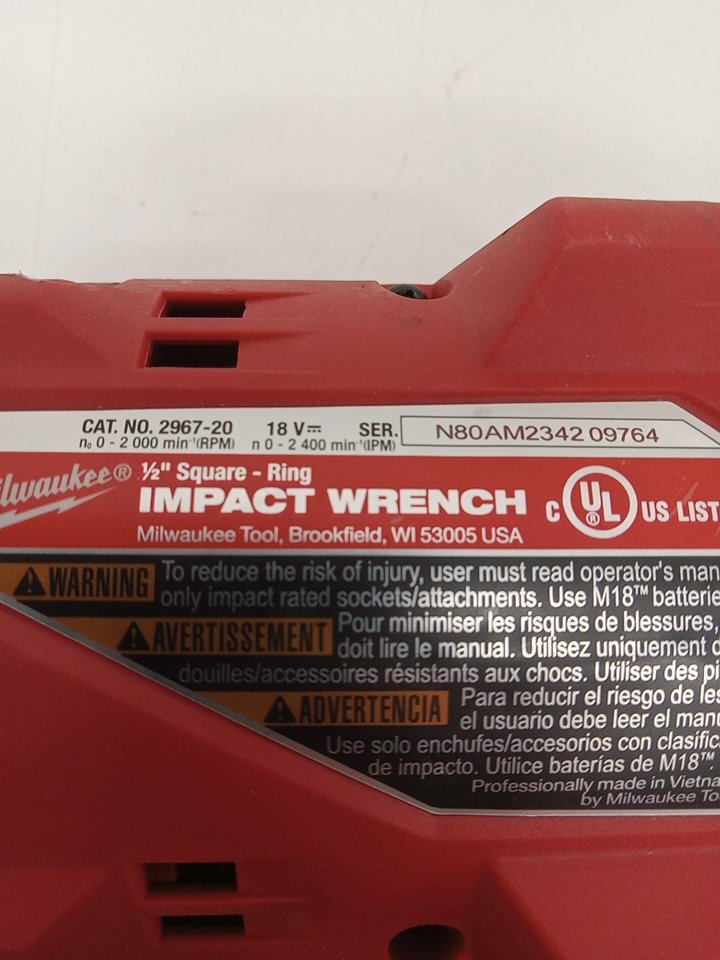 CAT. NO. 2967-20 18 V⎓ SER. N80AM2342 09764
n₀ 0 - 2 000 min⁻¹(RPM) n 0 - 2 400 min⁻¹(IPM)
lwaukee® ½" Square - Ring
IMPACT WRENCH C UL® US LIST
Milwaukee Tool, Brookfield, WI 53005 USA
WARNING To reduce the risk of injury, user must read operator's man
only impact rated sockets/attachments. Use M18™ batterie
AVERTISSEMENT Pour minimiser les risques de blessures,
doit lire le manual. Utilisez uniquement d
douilles/accessoires résistants aux chocs. Utiliser des pi
ADVERTENCIA Para reducir el riesgo de les
el usuario debe leer el manu
Use solo enchufes/accesorios con clasific
de impacto. Utilice baterías de M18™
Professionally made in Vietna
by Milwaukee To